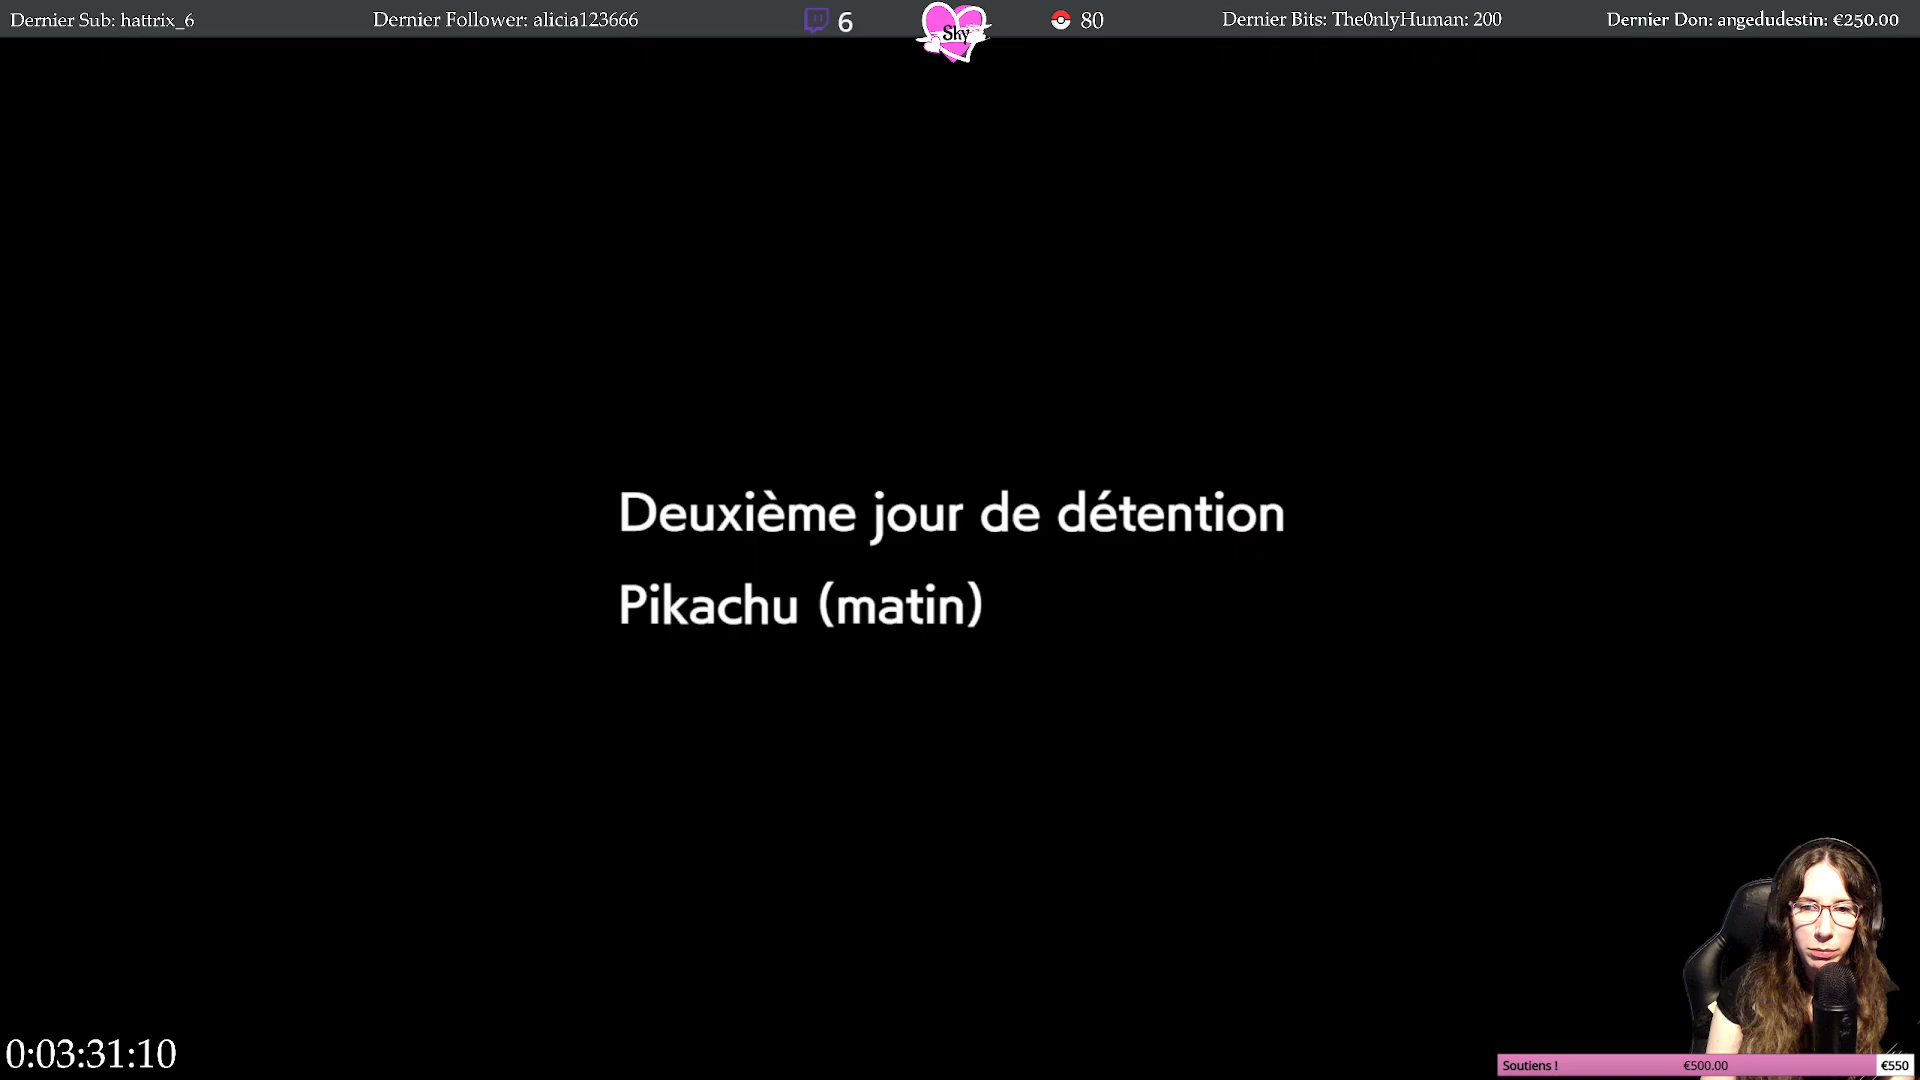 Dernier Sub: hattrix_6
Dernier Follower: alicia123666
6
Sky
80
Dernier Bits: The0nlyHuman: 200
Dernier Don: angedudestin: €250.00
Deuxième jour de détention
Pikachu (matin)
0:03:31:10
Soutiens !
€500.00
€550